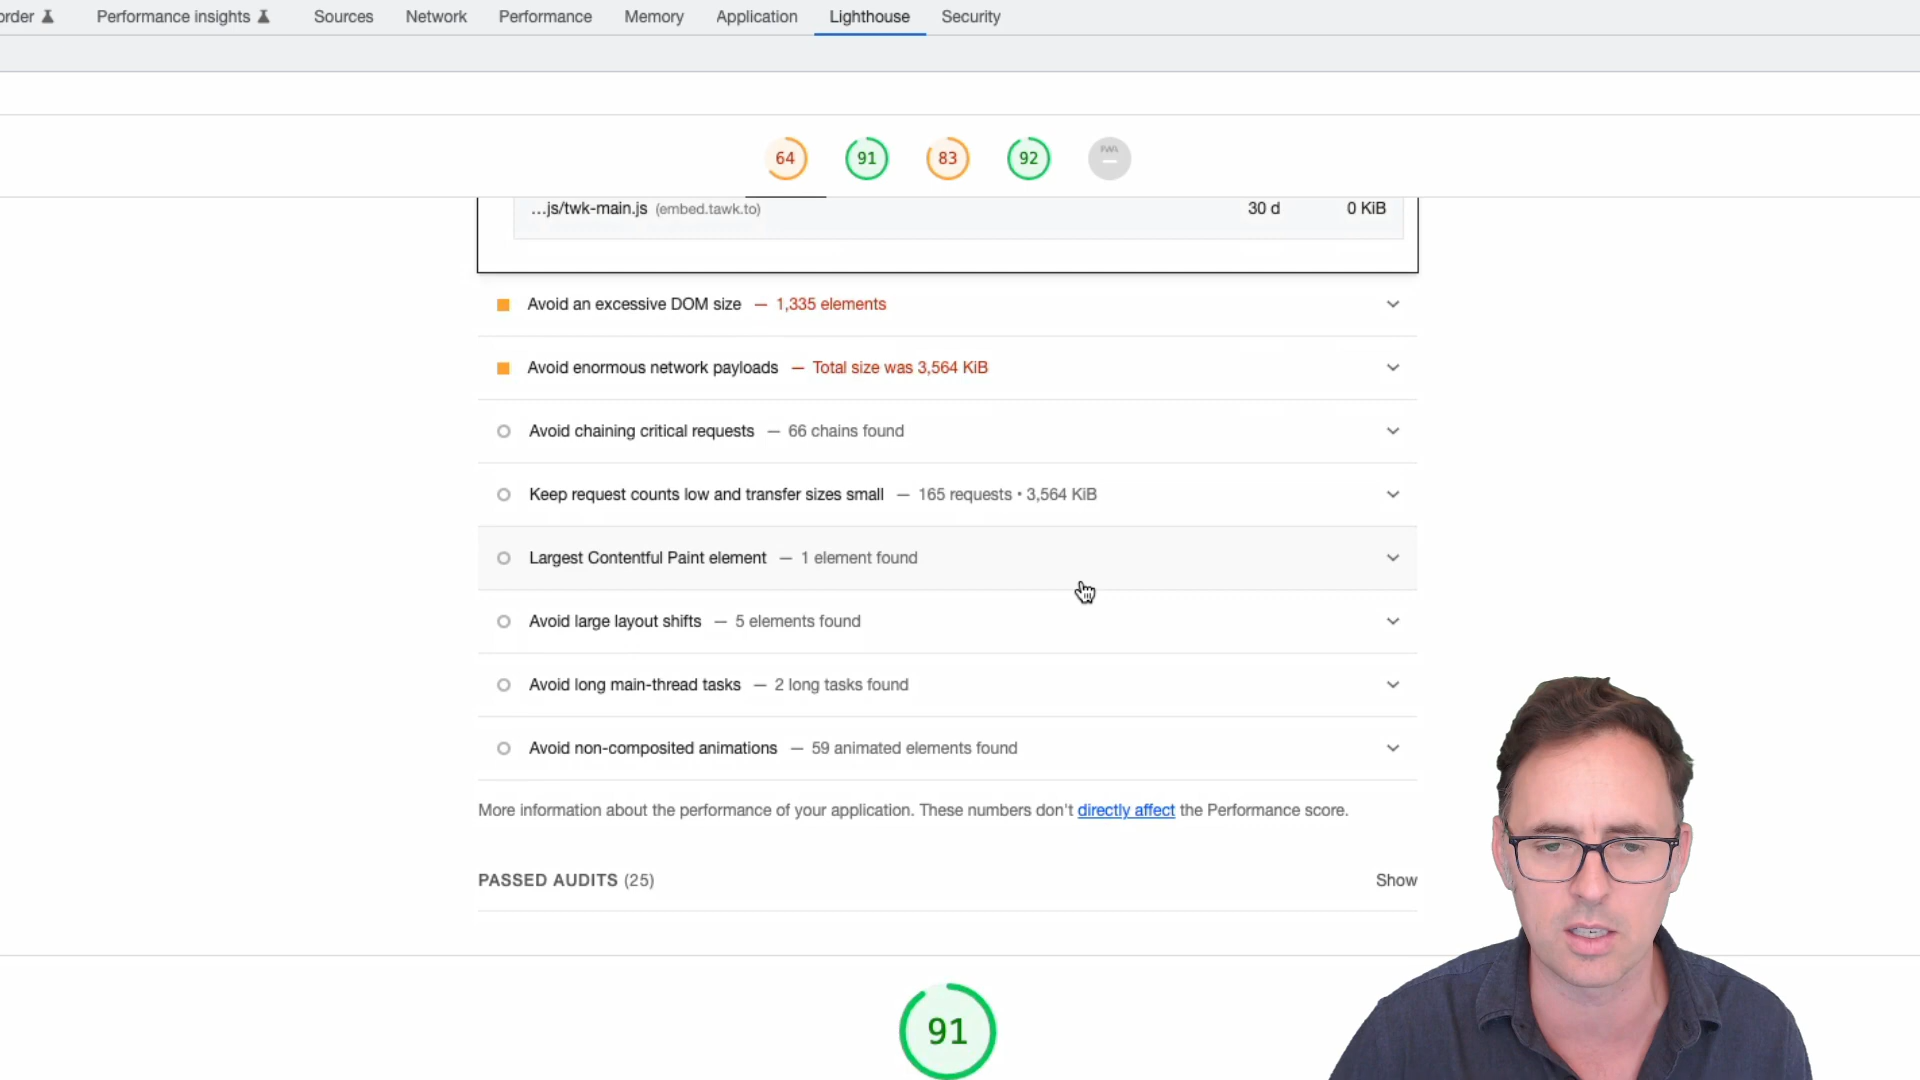 order
Performance insights
Sources
Network
Performance
Memory
Application
Lighthouse
Security
64
91
83
92
PWA
...js/twk-main.js (embed.tawk.to) 30 d 0 KiB
Avoid an excessive DOM size — 1,335 elements
Avoid enormous network payloads — Total size was 3,564 KiB
Avoid chaining critical requests — 66 chains found
Keep request counts low and transfer sizes small — 165 requests • 3,564 KiB
Largest Contentful Paint element — 1 element found
Avoid large layout shifts — 5 elements found
Avoid long main-thread tasks — 2 long tasks found
Avoid non-composited animations — 59 animated elements found
More information about the performance of your application. These numbers don't directly affect the Performance score.
PASSED AUDITS (25) Show
91